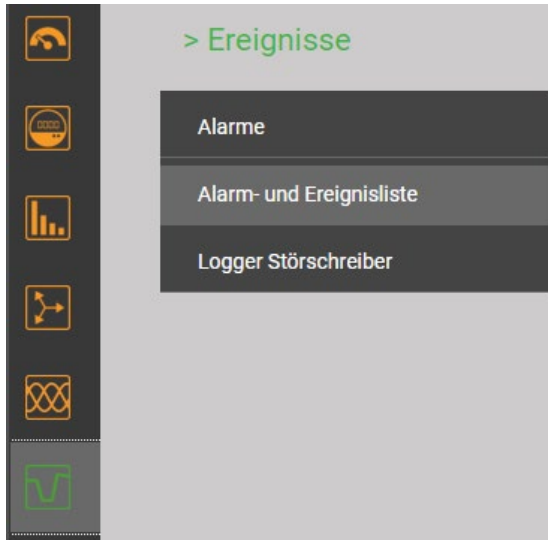 > Ereignisse
Alarme
Alarm- und Ereignisliste
Logger Störschreiber